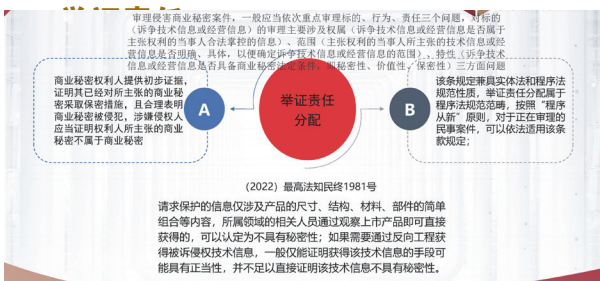 举证责任
审理侵害商业秘密案件，一般应当依次重点审理标的、行为、责任三个问题，对标的
（诉争技术信息或经营信息）的审理主要涉及权属（诉争技术信息或经营信息是否属于
主张权利的当事人合法掌控的信息）、范围（主张权利的当事人所主张的技术信息或经
营信息是否明确、具体，以便确定诉争技术信息或经营信息的范围）、特性（诉争技术
信息或经营信息是否具备商业秘密法定条件，即秘密性、价值性、保密性）三方面问题
商业秘密权利人提供初步证据，
证明其已经对所主张的商业秘
密采取保密措施，且合理表明
商业秘密被侵犯，涉嫌侵权人
应当证明权利人所主张的商业
秘密不属于商业秘密
A
举证责任
分配
B
该条规定兼具实体法和程序法
规范性质，举证责任分配属于
程序法规范范畴，按照“程序
从新”原则，对于正在审理的
民事案件，可以依法适用该条
款规定；
（2022）最高法知民终1981号
请求保护的信息仅涉及产品的尺寸、结构、材料、部件的简单
组合等内容，所属领域的相关人员通过观察上市产品即可直接
获得的，可以认定为不具有秘密性；如果需要通过反向工程获
得被诉侵权技术信息，一般仅能证明获得该技术信息的手段可
能具有正当性，并不足以直接证明该技术信息不具有秘密性。